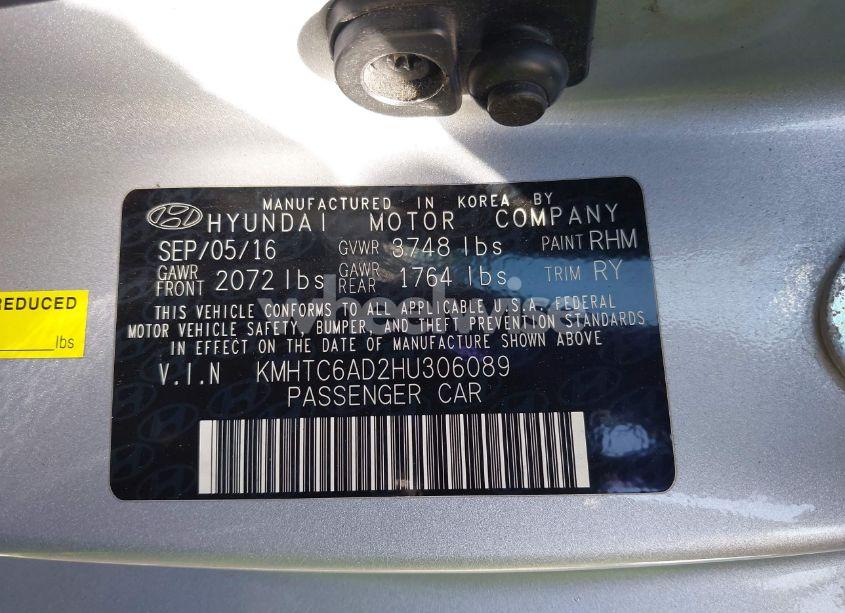 MANUFACTURED IN KOREA BY
HYUNDAI MOTOR COMPANY
SEP/05/16 GVWR 3748 lbs PAINT RHM
GAWR FRONT 2072 lbs GAWR REAR 1764 lbs TRIM RY
THIS VEHICLE CONFORMS TO ALL APPLICABLE U.S.A. FEDERAL
MOTOR VEHICLE SAFETY, BUMPER, AND THEFT PREVENTION STANDARDS
IN EFFECT ON THE DATE OF MANUFACTURE SHOWN ABOVE
V.I.N KMHTC6AD2HU306089
PASSENGER CAR
REDUCED
lbs